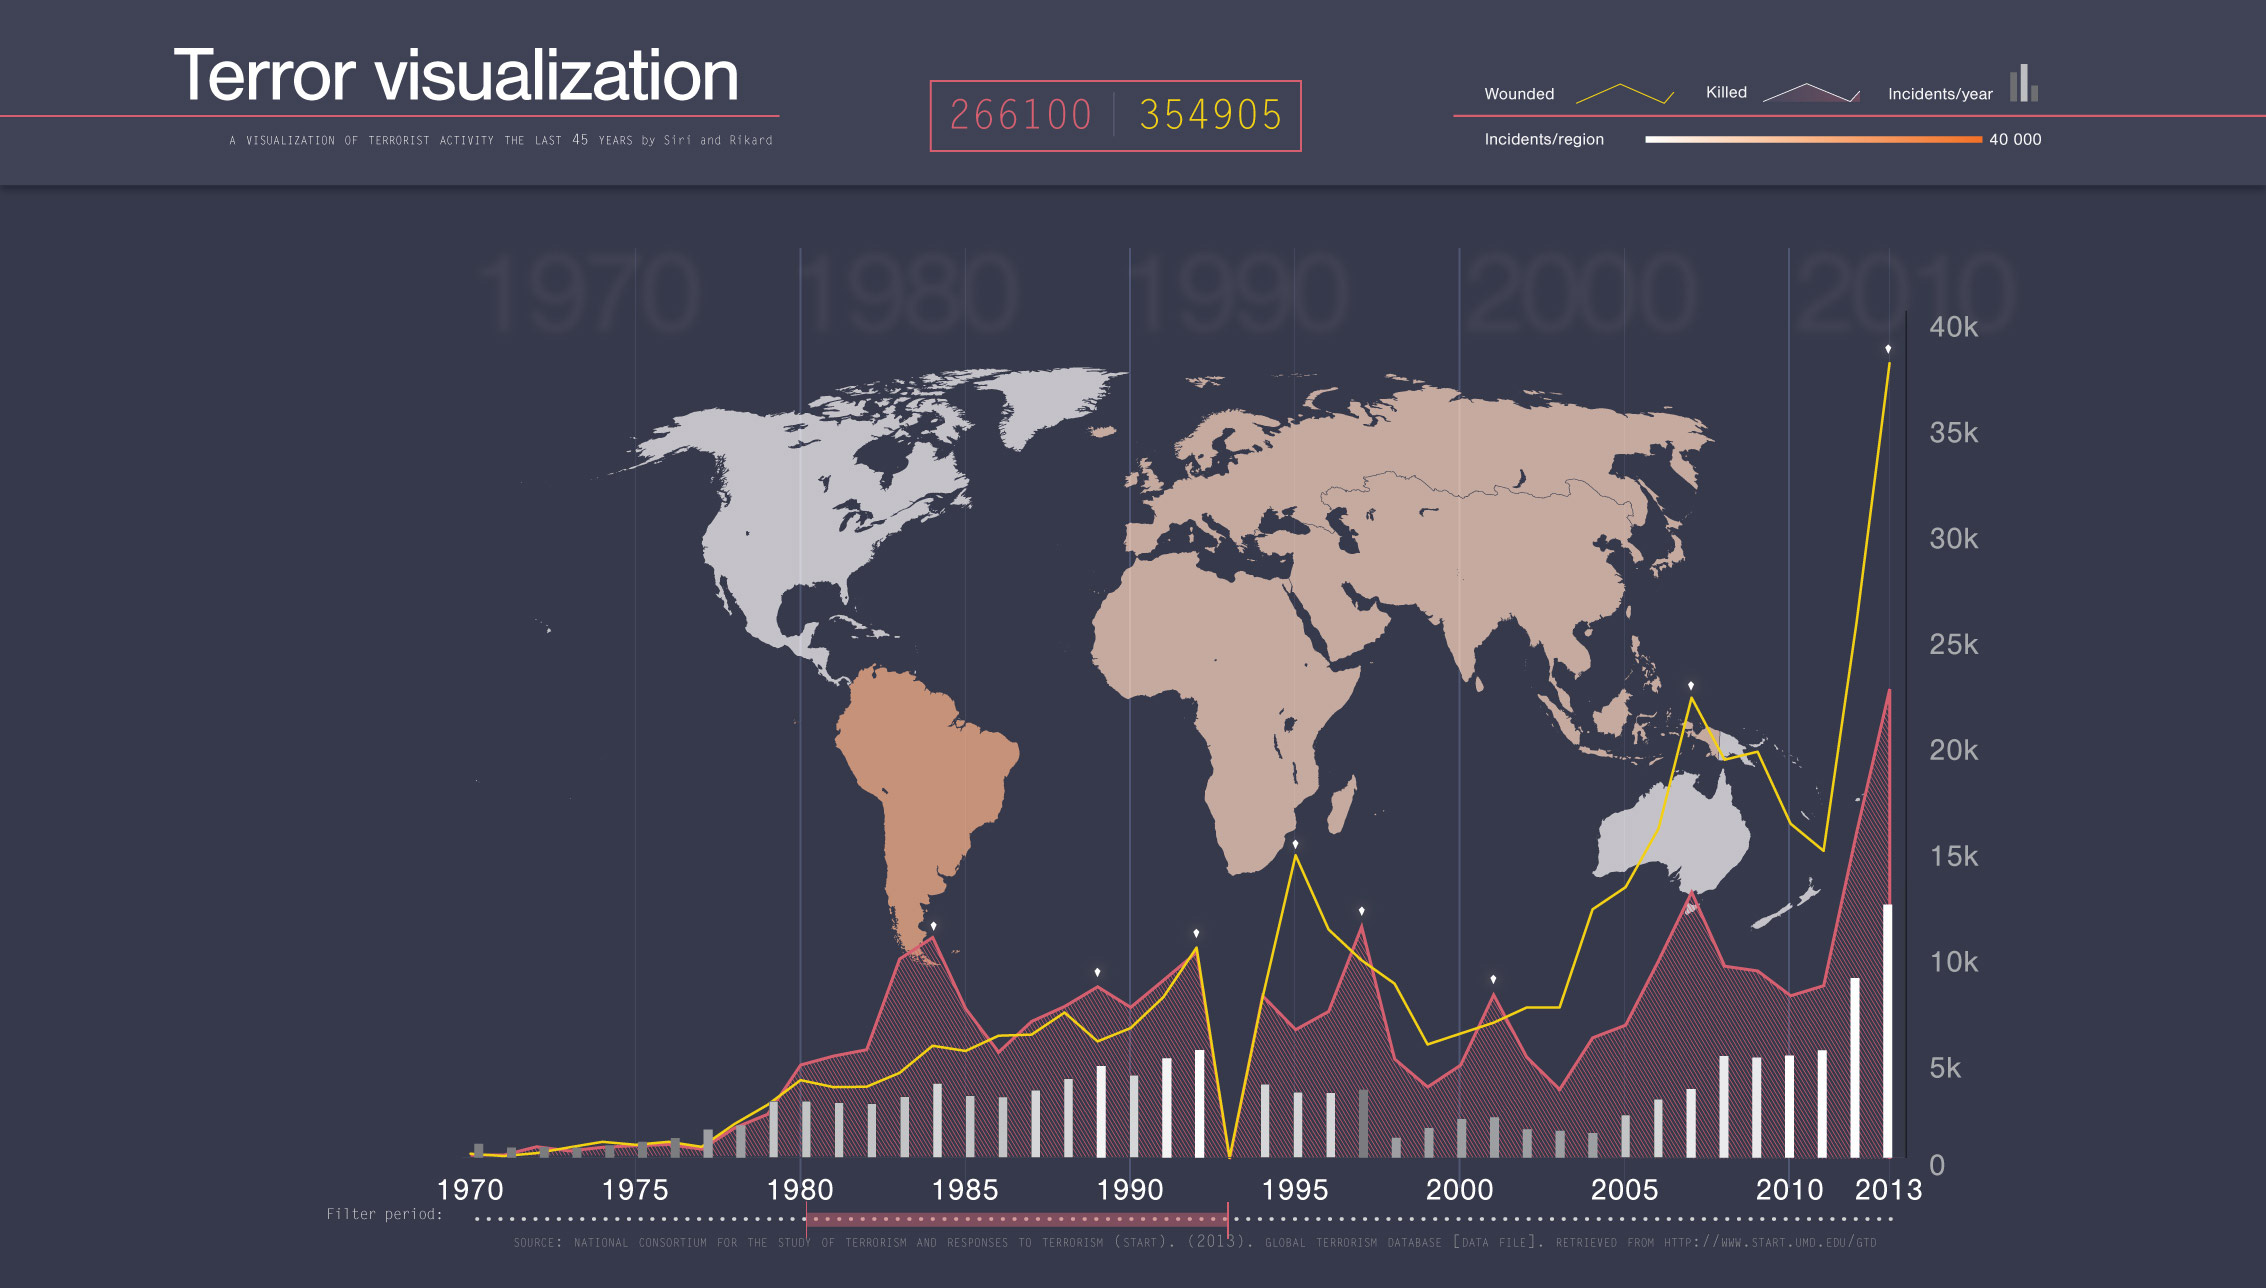 Terror visualization
A VISUALIZATION OF TERRORIST ACTIVITY THE LAST 45 YEARS by Siri and Rikard
266100 354905
Wounded Killed Incidents/year
Incidents/region 40 000
1970 1980 1990 2000 2010
40k
35k
30k
25k
20k
15k
10k
5k
0
1970 1975 1980 1985 1990 1995 2000 2005 2010 2013
Filter period:
SOURCE: NATIONAL CONSORTIUM FOR THE STUDY OF TERRORISM AND RESPONSES TO TERRORISM (START). (2013). GLOBAL TERRORISM DATABASE [DATA FILE]. RETRIEVED FROM HTTP://WWW.START.UMD.EDU/GTD